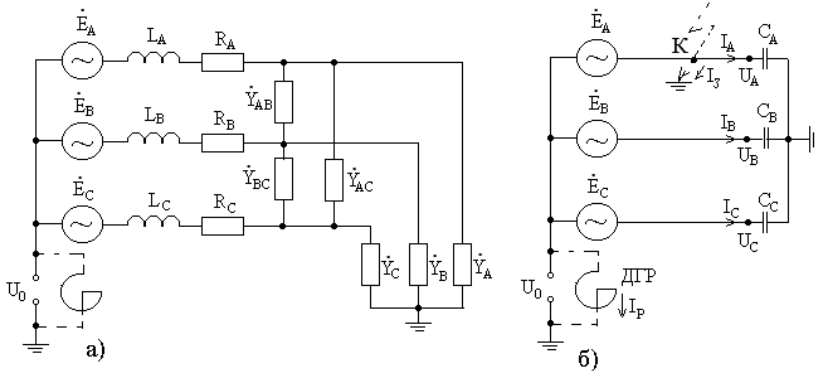 Ė_A L_A R_A
Ẏ_AB
Ė_B L_B R_B
Ẏ_BC Ẏ_AC
Ė_C L_C R_C
Ẏ_C Ẏ_B Ẏ_A
U_0
а)
Ė_A К I_A C_A
I_З U_A
Ė_B I_B C_B
U_B
Ė_C I_C C_C
U_C
U_0 ДГР
I_P
б)